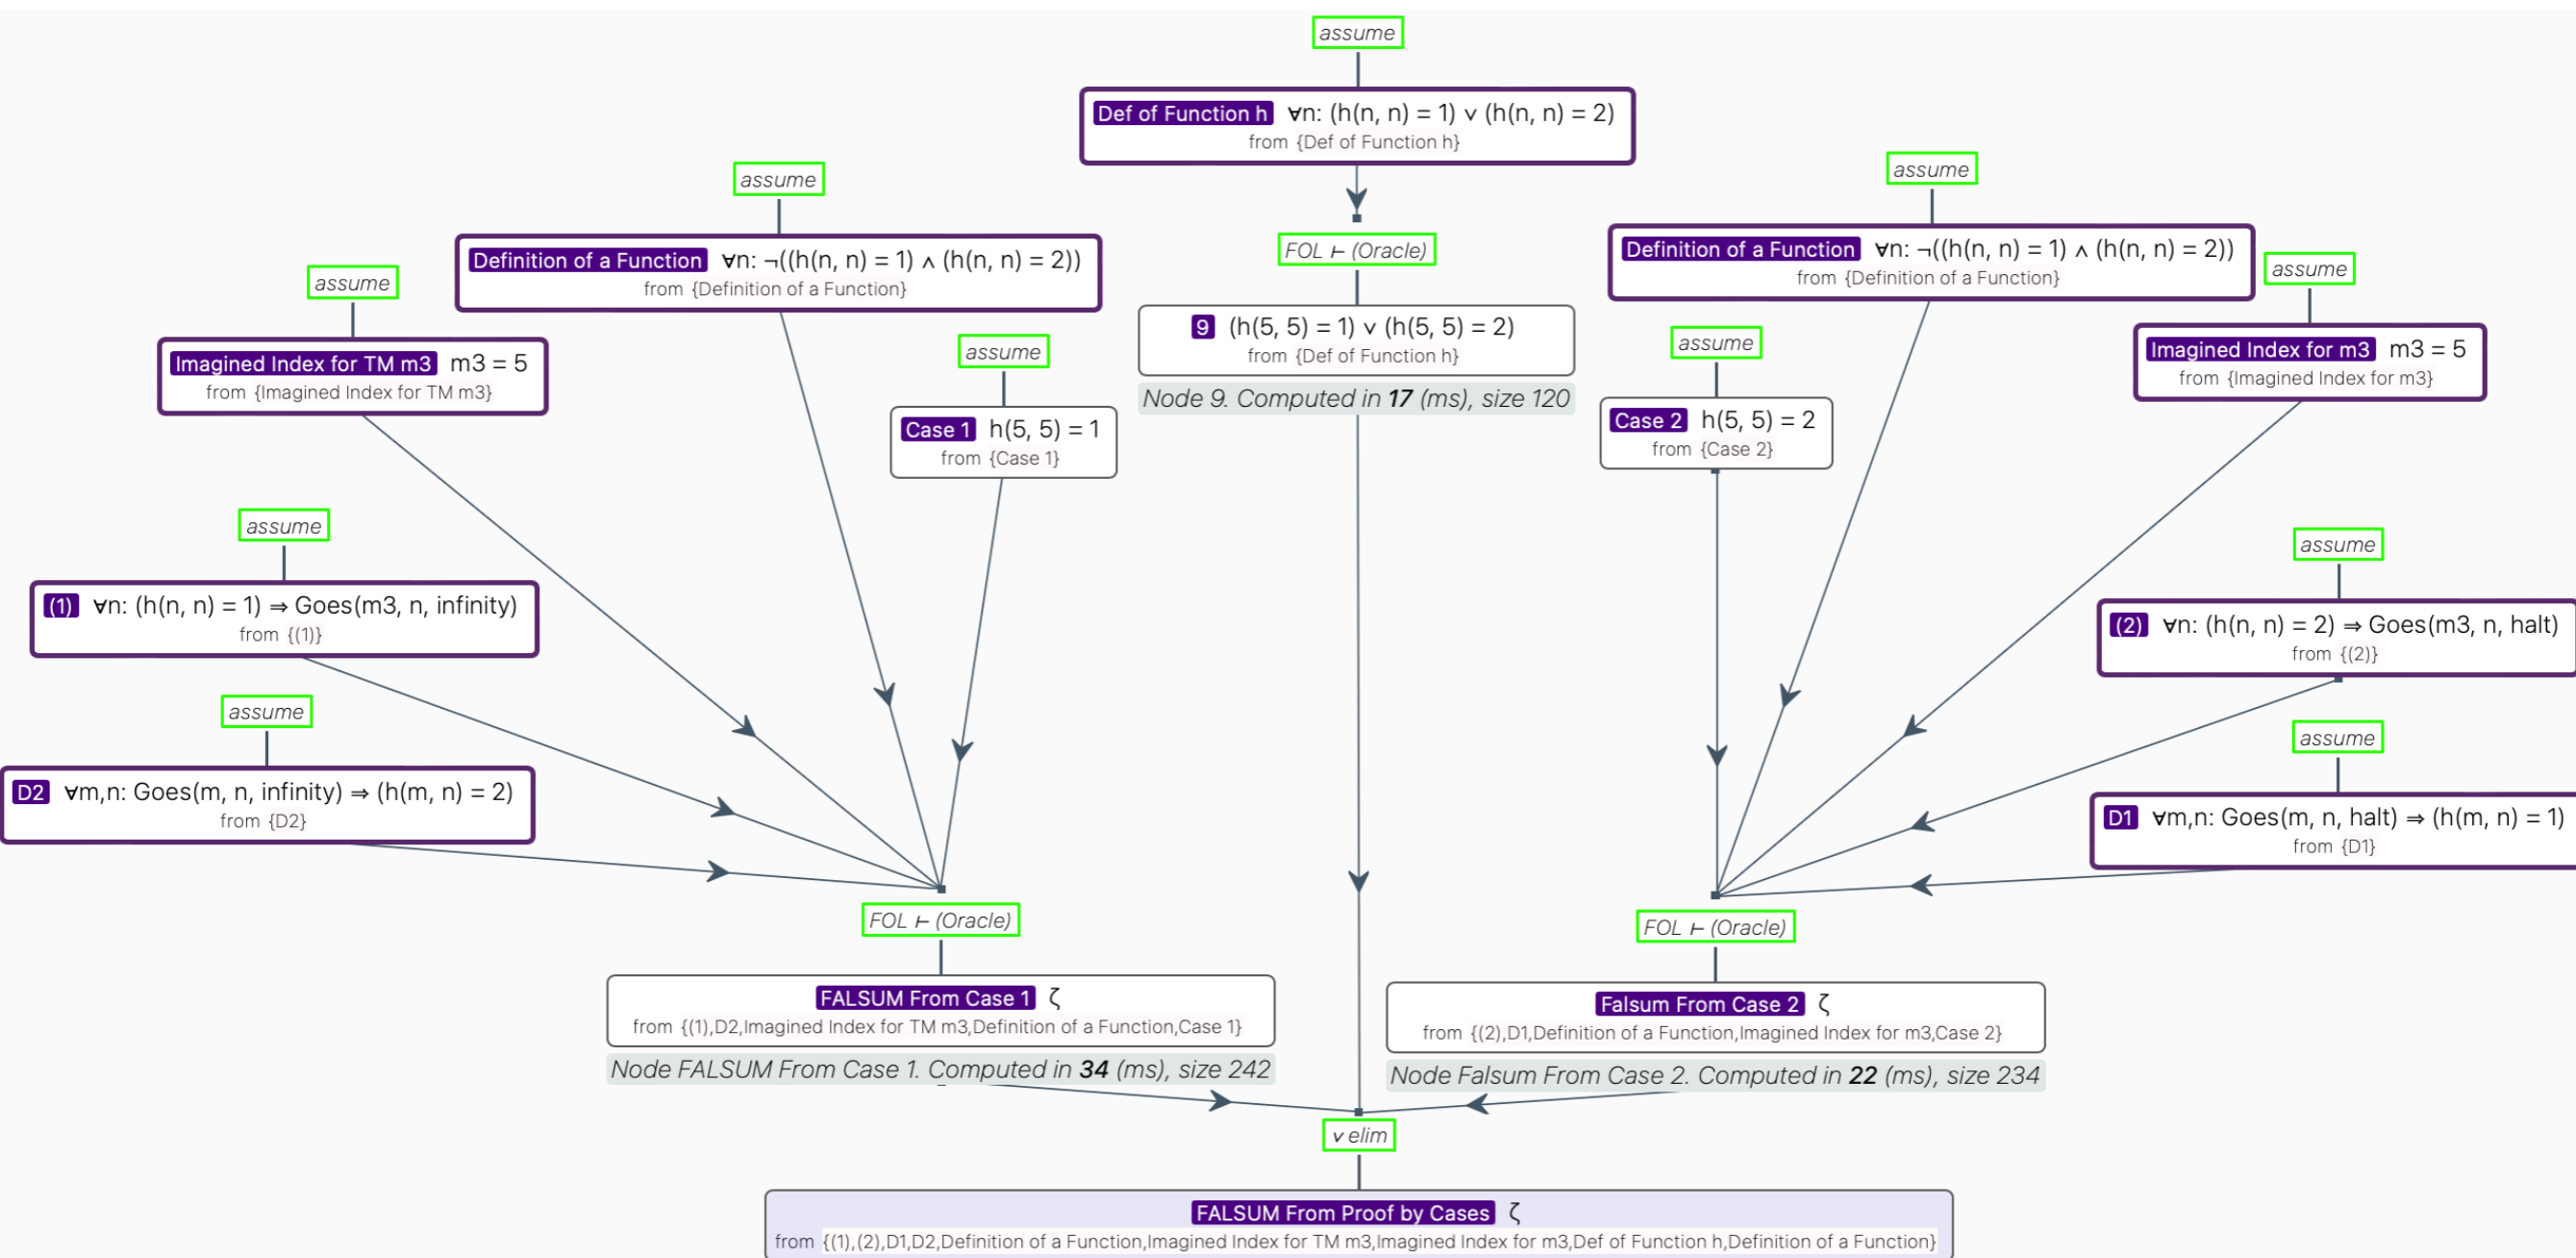 assume
Def of Function h ∀n: (h(n, n) = 1) ∨ (h(n, n) = 2)
from {Def of Function h}
assume
Definition of a Function ∀n: ¬((h(n, n) = 1) ∧ (h(n, n) = 2))
from {Definition of a Function}
FOL ⊢ (Oracle)
9 (h(5, 5) = 1) ∨ (h(5, 5) = 2)
from {Def of Function h}
Node 9. Computed in 17 (ms), size 120
assume
Definition of a Function ∀n: ¬((h(n, n) = 1) ∧ (h(n, n) = 2))
from {Definition of a Function}
assume
Imagined Index for TM m3 m3 = 5
from {Imagined Index for TM m3}
assume
Case 1 h(5, 5) = 1
from {Case 1}
assume
Case 2 h(5, 5) = 2
from {Case 2}
assume
Imagined Index for m3 m3 = 5
from {Imagined Index for m3}
assume
(1) ∀n: (h(n, n) = 1) ⇒ Goes(m3, n, infinity)
from {(1)}
assume
(2) ∀n: (h(n, n) = 2) ⇒ Goes(m3, n, halt)
from {(2)}
assume
D2 ∀m,n: Goes(m, n, infinity) ⇒ (h(m, n) = 2)
from {D2}
assume
D1 ∀m,n: Goes(m, n, halt) ⇒ (h(m, n) = 1)
from {D1}
FOL ⊢ (Oracle)
FALSUM From Case 1 ζ
from {(1),D2,Imagined Index for TM m3,Definition of a Function,Case 1}
Node FALSUM From Case 1. Computed in 34 (ms), size 242
FOL ⊢ (Oracle)
Falsum From Case 2 ζ
from {(2),D1,Definition of a Function,Imagined Index for m3,Case 2}
Node Falsum From Case 2. Computed in 22 (ms), size 234
∨ elim
FALSUM From Proof by Cases ζ
from {(1),(2),D1,D2,Definition of a Function,Imagined Index for TM m3,Imagined Index for m3,Def of Function h,Definition of a Function}